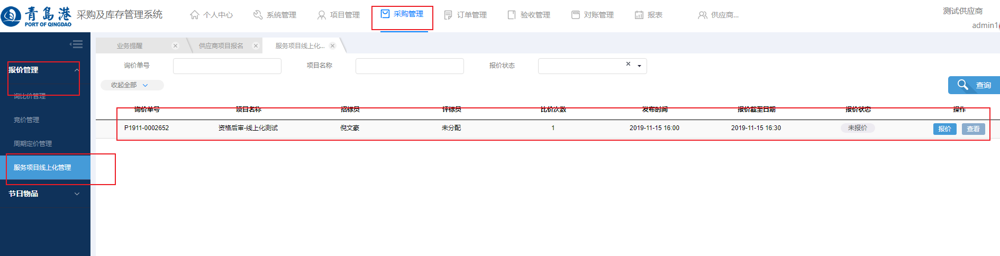 青島港
PORT OF QINGDAO
采购及库存管理系统
个人中心
系统管理
项目管理
采购管理
订单管理
验收管理
对账管理
报表
供应商...
测试供应商
admin1
业务提醒
供应商项目报名
服务项目线上化...
报价管理
询比价管理
竞价管理
周期定价管理
服务项目线上化管理
节日物品
询价单号
项目名称
报价状态
收起全部
查询
询价单号 项目名称 招标员 评标员 比价次数 发布时间 报价截至日期 报价状态 操作
P1911-0002652 资格后审-线上化测试 倪文豪 未分配 1 2019-11-15 16:00 2019-11-15 16:30 未报价 报价 查看